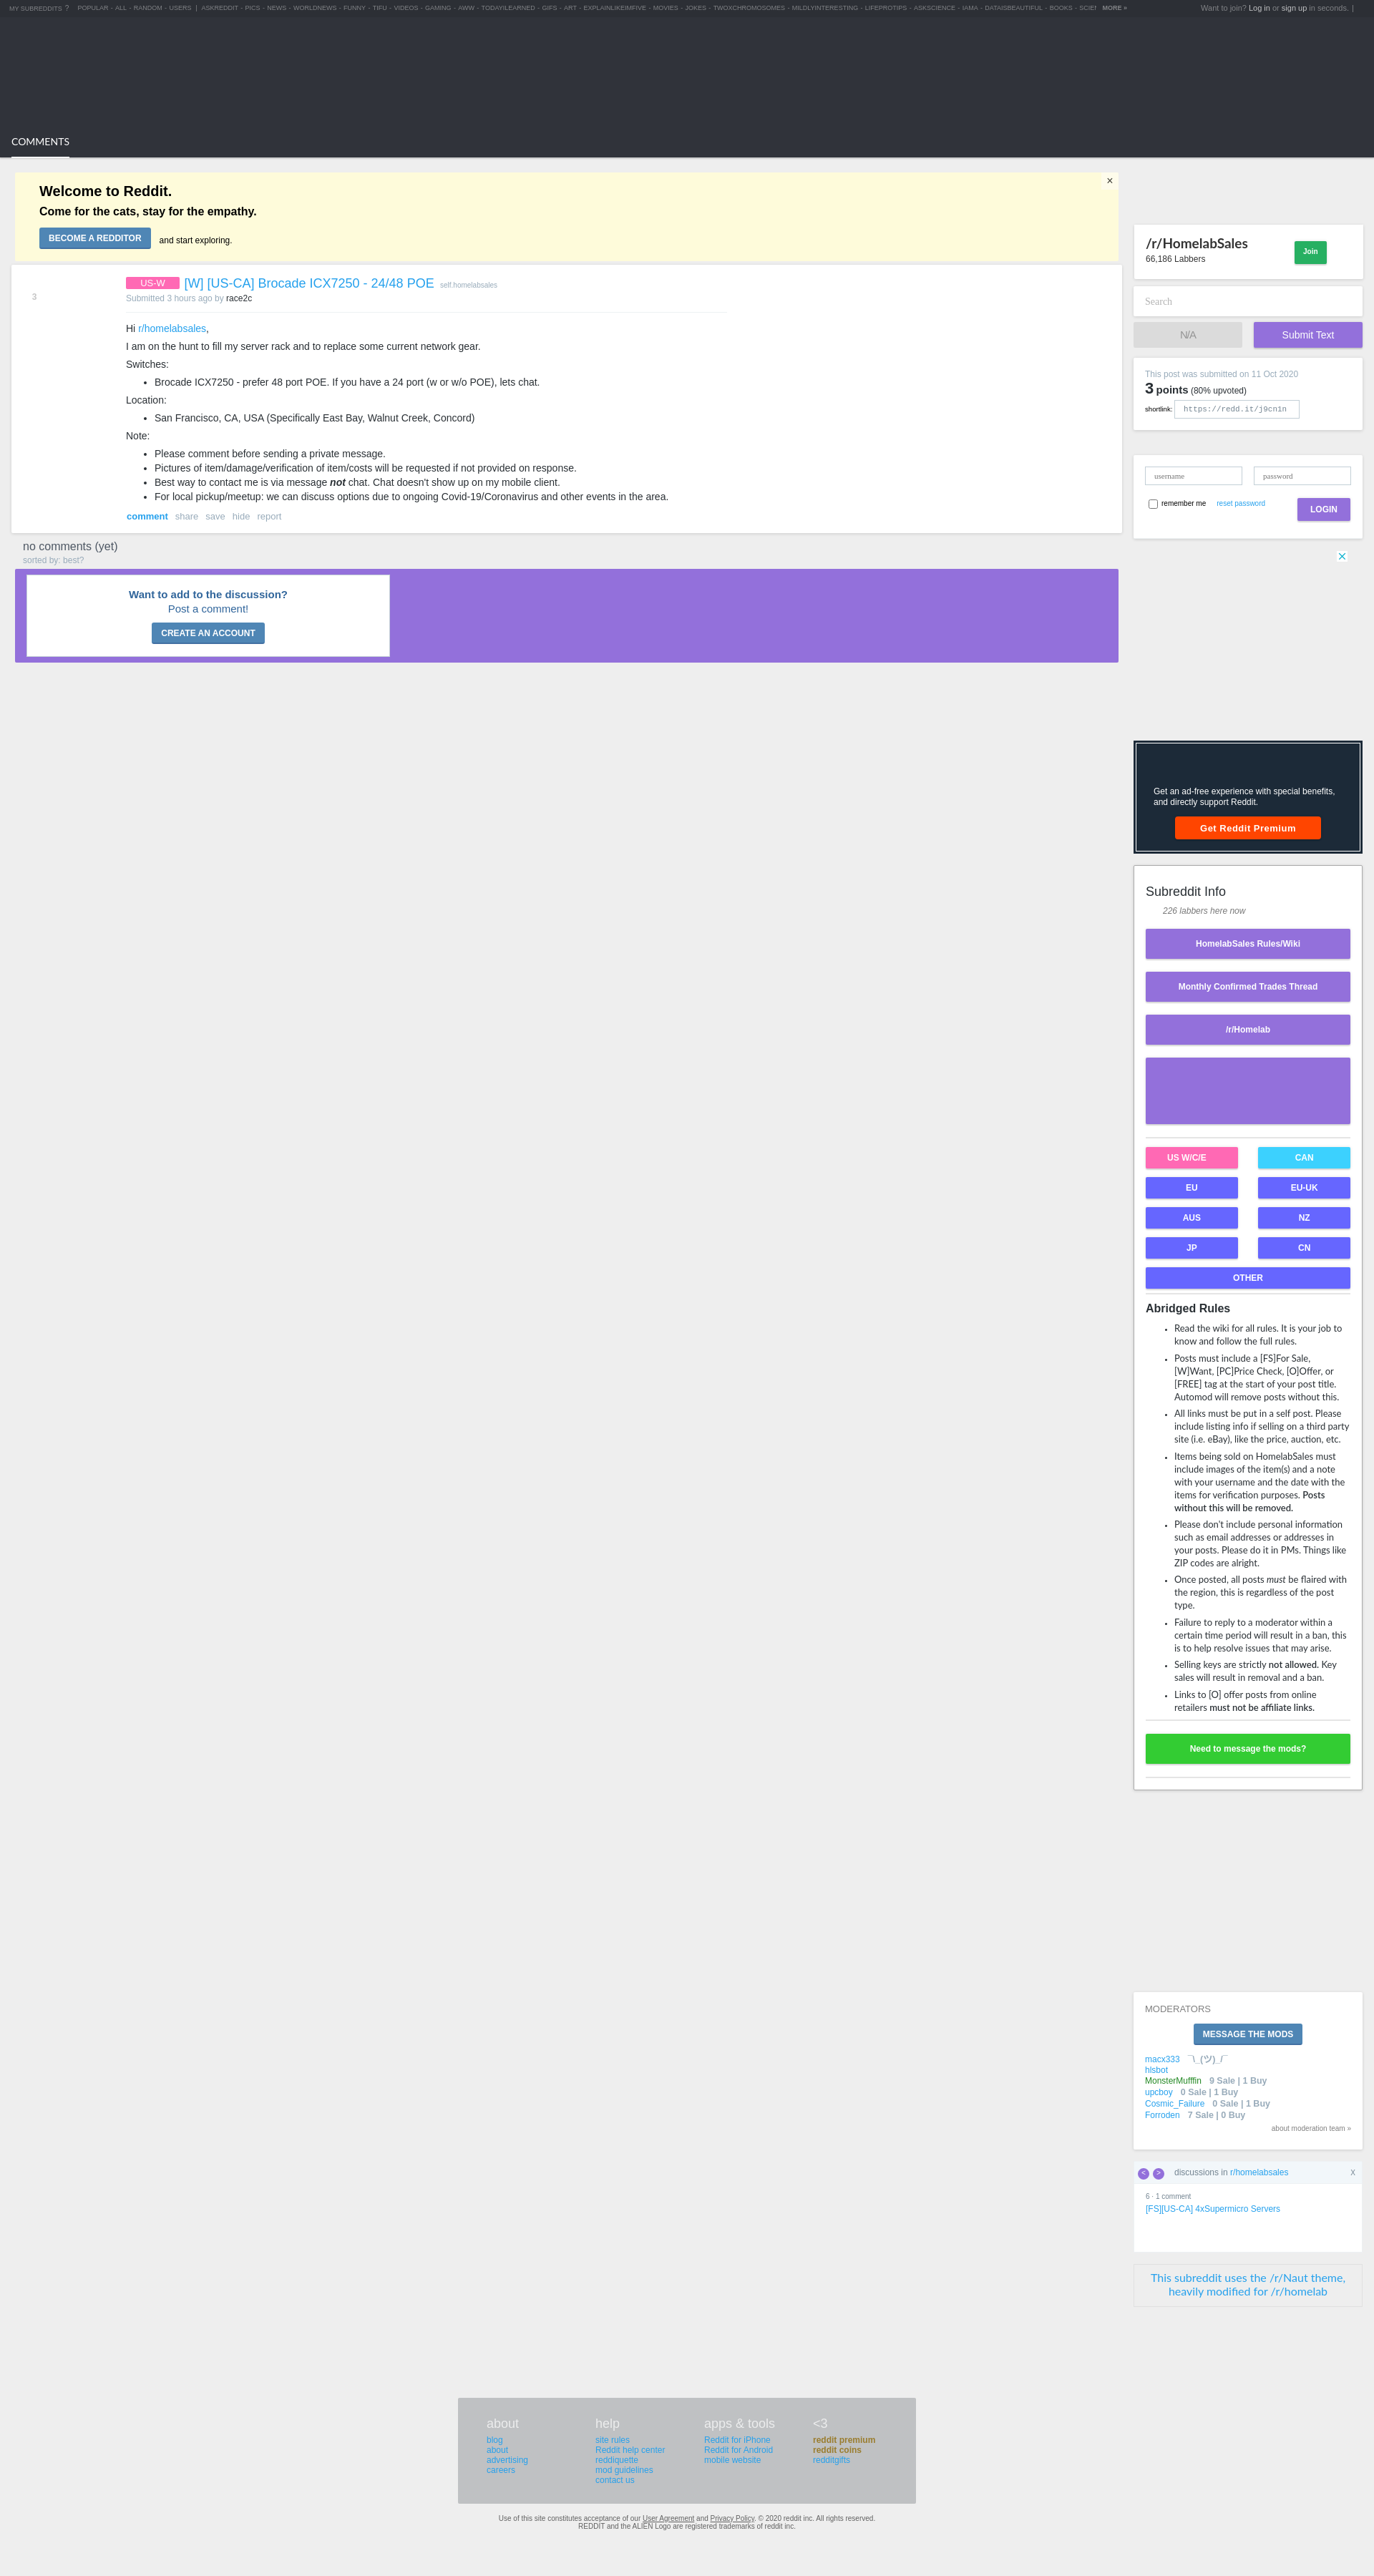 MY SUBREDDITS ? POPULAR - ALL - RANDOM - USERS | ASKREDDIT - PICS - NEWS - WORLDNEWS - FUNNY - TIFU - VIDEOS - GAMING - AWW - TODAYILEARNED - GIFS - ART - EXPLAINLIKEIMFIVE - MOVIES - JOKES - TWOXCHROMOSOMES - MILDLYINTERESTING - LIFEPROTIPS - ASKSCIENCE - IAMA - DATAISBEAUTIFUL - BOOKS - MORE »
Want to join? Log in or sign up in seconds. |
COMMENTS
Welcome to Reddit.
×
Come for the cats, stay for the empathy.
BECOME A REDDITOR and start exploring.
3
US-W [W] [US-CA] Brocade ICX7250 - 24/48 POE self.homelabsales
Submitted 3 hours ago by race2c
Hi r/homelabsales,
I am on the hunt to fill my server rack and to replace some current network gear.
Switches:
• Brocade ICX7250 - prefer 48 port POE. If you have a 24 port (w or w/o POE), lets chat.
Location:
• San Francisco, CA, USA (Specifically East Bay, Walnut Creek, Concord)
Note:
• Please comment before sending a private message.
• Pictures of item/damage/verification of item/costs will be requested if not provided on response.
• Best way to contact me is via message not chat. Chat doesn't show up on my mobile client.
• For local pickup/meetup: we can discuss options due to ongoing Covid-19/Coronavirus and other events in the area.
comment share save hide report
no comments (yet)
sorted by: best?
Want to add to the discussion?
Post a comment!
CREATE AN ACCOUNT
/r/HomelabSales
66,186 Labbers
Join
Search
N/A
Submit Text
This post was submitted on 11 Oct 2020
3 points (80% upvoted)
shortlink: https://redd.it/j9cnin
username
password
remember me reset password
LOGIN
Get an ad-free experience with special benefits,
and directly support Reddit.
Get Reddit Premium
Subreddit Info
226 labbers here now
HomelabSales Rules/Wiki
Monthly Confirmed Trades Thread
/r/Homelab
US W/C/E
CAN
EU
EU-UK
AUS
NZ
JP
CN
OTHER
Abridged Rules
• Read the wiki for all rules. It is your job to
know and follow the full rules.
• Posts must include a [FS]For Sale,
[W]Want, [PC]Price Check, [O]Offer, or
[FREE] tag at the start of your post title.
Automod will remove posts without this.
• All links must be put in a self post. Please
include listing info if selling on a third party
site (i.e. eBay), like the price, auction, etc.
• Items being sold on HomelabSales must
include images of the item(s) and a note
with your username and the date with the
items for verification purposes. Posts
without this will be removed.
• Please don't include personal information
such as email addresses or addresses in
your posts. Please do it in PMs. Things like
ZIP codes are alright.
• Once posted, all posts must be flaired with
the region, this is regardless of the post
type.
• Failure to reply to a moderator within a
certain time period will result in a ban, this
is to help resolve issues that may arise.
• Selling keys are strictly not allowed. Key
sales will result in removal and a ban.
• Links to [O] offer posts from online
retailers must not be affiliate links.
Need to message the mods?
MODERATORS
MESSAGE THE MODS
macx333 ¯\_(ツ)_/¯
hlsbot
MonsterMufffin 9 Sale | 1 Buy
upcboy 0 Sale | 1 Buy
Cosmic_Failure 0 Sale | 1 Buy
Forroden 7 Sale | 0 Buy
about moderation team »
< > discussions in r/homelabsales X
6 · 1 comment
[FS][US-CA] 4xSupermicro Servers
This subreddit uses the /r/Naut theme,
heavily modified for /r/homelab
about
blog
about
advertising
careers
help
site rules
Reddit help center
reddiquette
mod guidelines
contact us
apps & tools
Reddit for iPhone
Reddit for Android
mobile website
<3
reddit premium
reddit coins
redditgifts
Use of this site constitutes acceptance of our User Agreement and Privacy Policy. © 2020 reddit inc. All rights reserved.
REDDIT and the ALIEN Logo are registered trademarks of reddit inc.